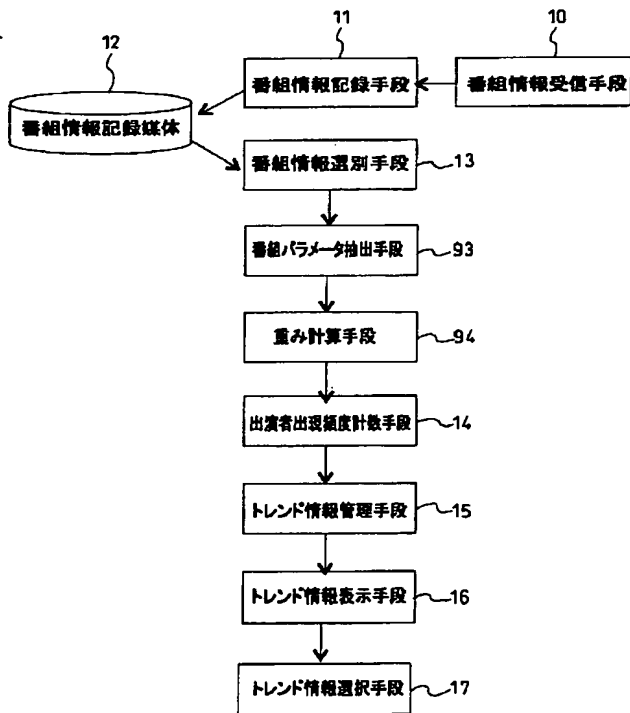 12
11
10
番組情報記録媒体
番組情報記録手段
番組情報受信手段
番組情報選別手段
13
番組パラメータ抽出手段
93
重み計算手段
94
出演者出現頻度計数手段
14
トレンド情報管理手段
15
トレンド情報表示手段
16
トレンド情報選択手段
17